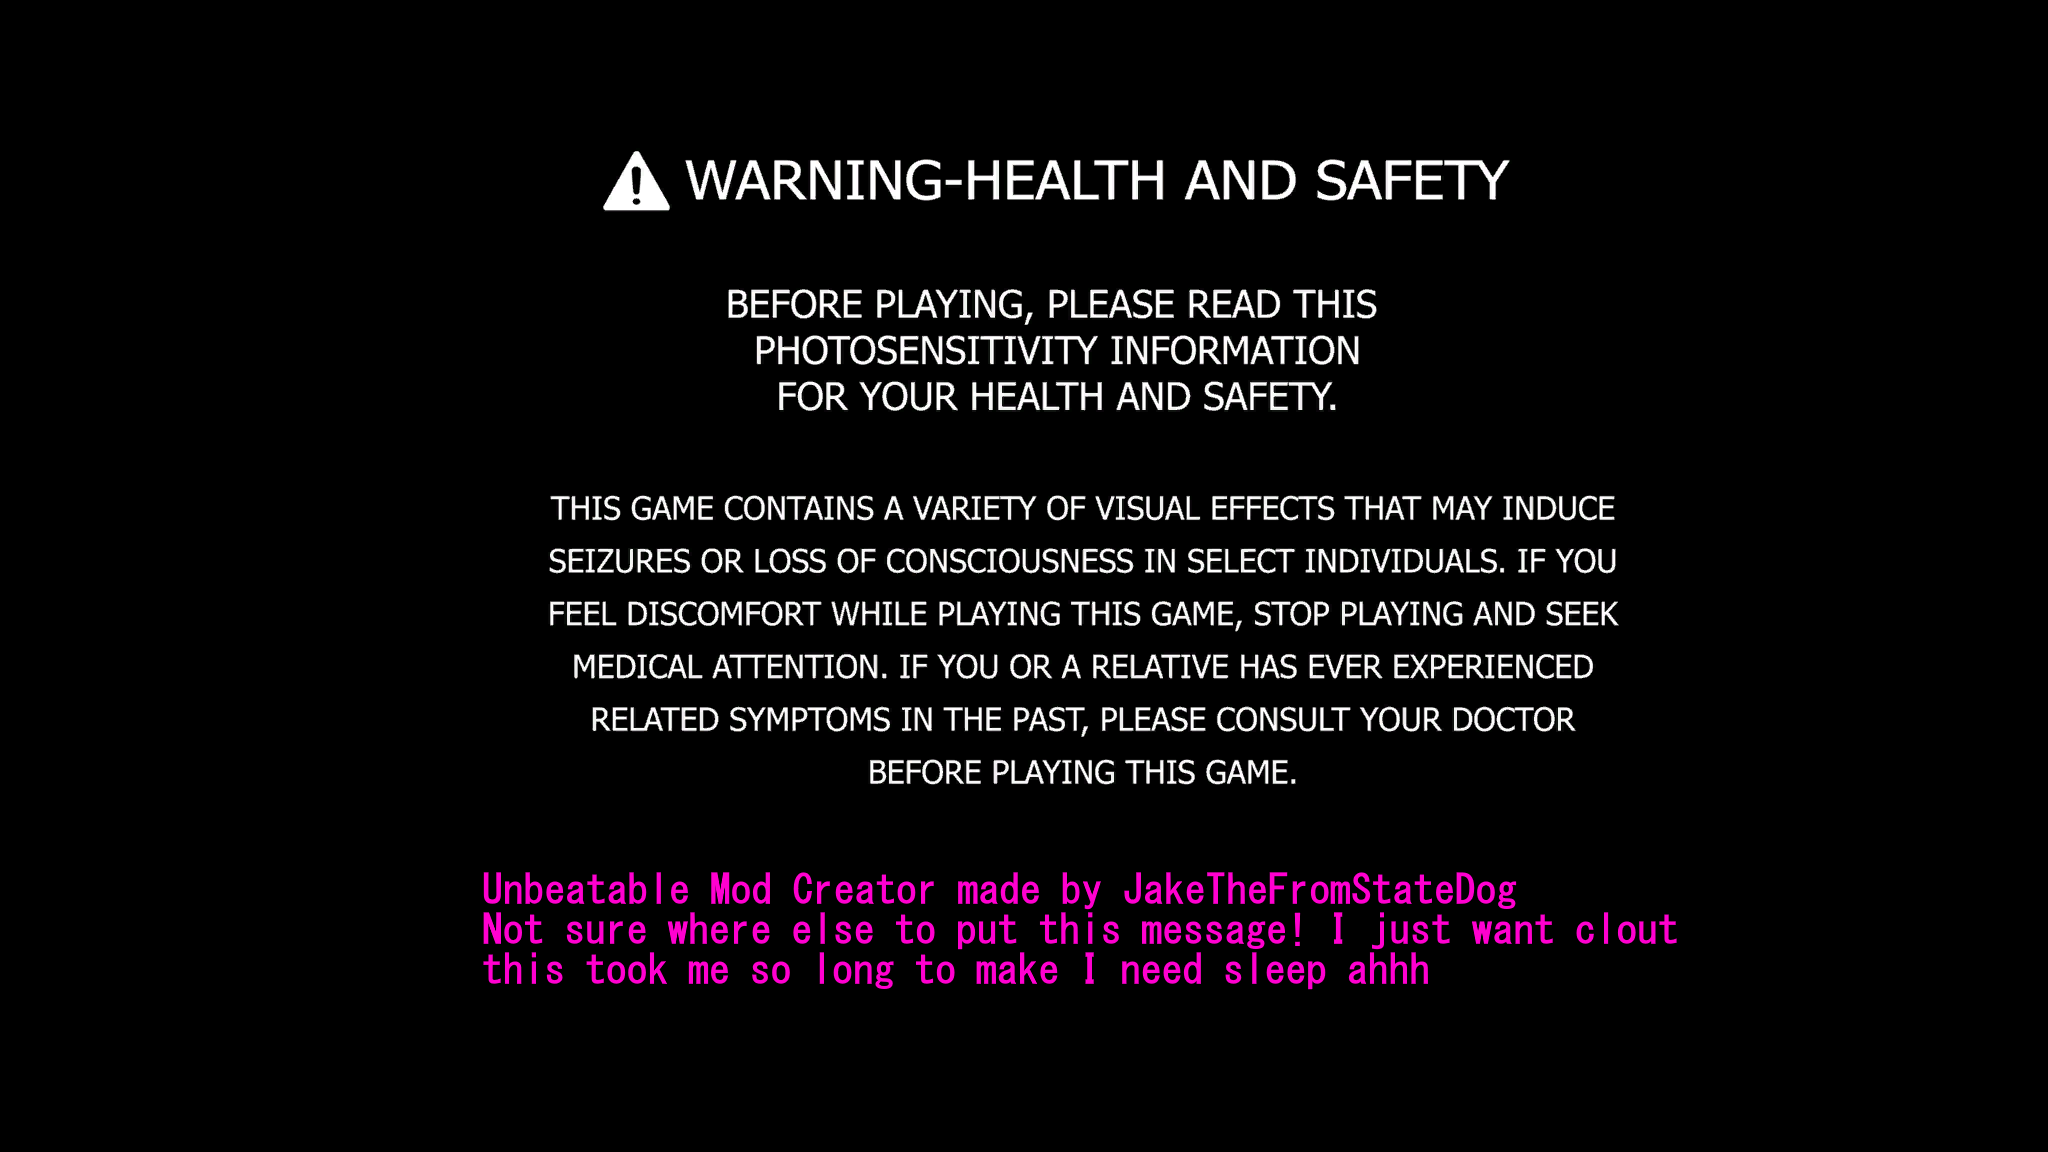 WARNING-HEALTH AND SAFETY
BEFORE PLAYING, PLEASE READ THIS
PHOTOSENSITIVITY INFORMATION
FOR YOUR HEALTH AND SAFETY.
THIS GAME CONTAINS A VARIETY OF VISUAL EFFECTS THAT MAY INDUCE
SEIZURES OR LOSS OF CONSCIOUSNESS IN SELECT INDIVIDUALS. IF YOU
FEEL DISCOMFORT WHILE PLAYING THIS GAME, STOP PLAYING AND SEEK
MEDICAL ATTENTION. IF YOU OR A RELATIVE HAS EVER EXPERIENCED
RELATED SYMPTOMS IN THE PAST, PLEASE CONSULT YOUR DOCTOR
BEFORE PLAYING THIS GAME.
Unbeatable Mod Creator made by JakeTheFromStateDog
Not sure where else to put this message! I just want clout
this took me so long to make I need sleep ahhh